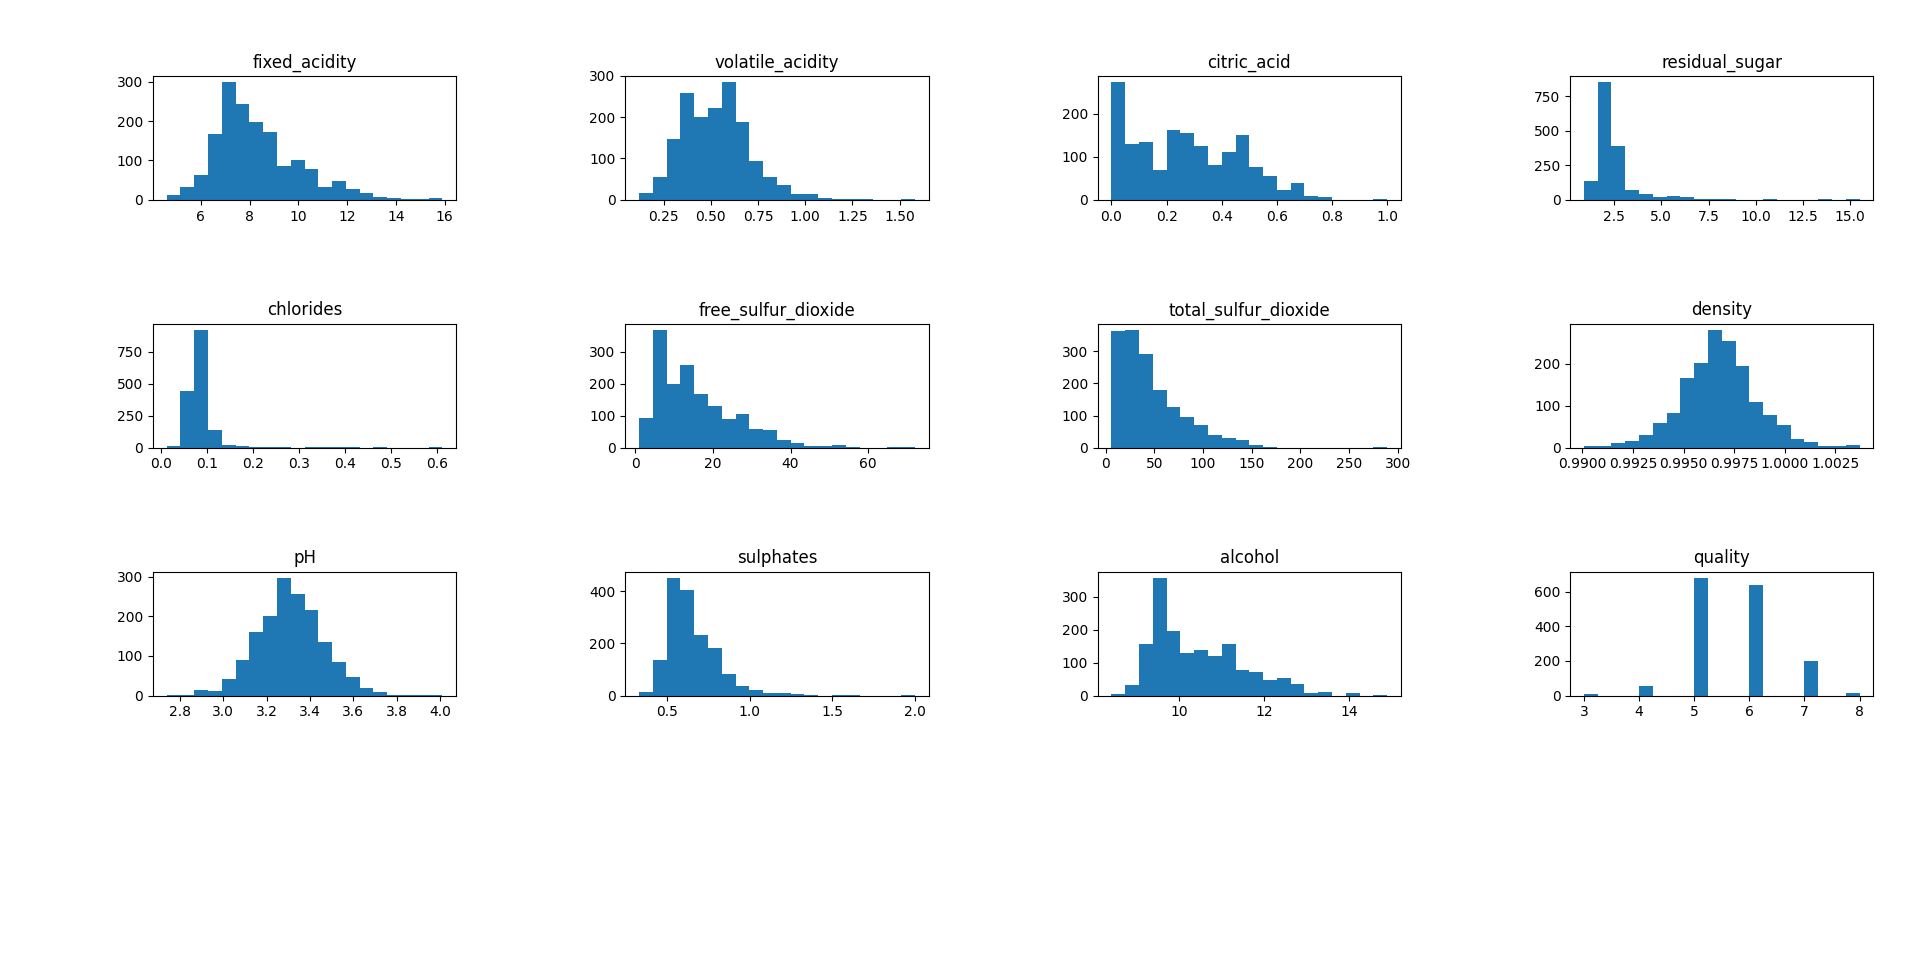 fixed_acidity
300
200
100
0
6 8 10 12 14 16
volatile_acidity
300
200
100
0
0.25 0.50 0.75 1.00 1.25 1.50
citric_acid
200
100
0
0.0 0.2 0.4 0.6 0.8 1.0
residual_sugar
750
500
250
0
2.5 5.0 7.5 10.0 12.5 15.0
chlorides
750
500
250
0
0.0 0.1 0.2 0.3 0.4 0.5 0.6
free_sulfur_dioxide
300
200
100
0
0 20 40 60
total_sulfur_dioxide
300
200
100
0
0 50 100 150 200 250 300
density
200
100
0
0.9900 0.9925 0.9950 0.9975 1.0000 1.0025
pH
300
200
100
0
2.8 3.0 3.2 3.4 3.6 3.8 4.0
sulphates
400
200
0
0.5 1.0 1.5 2.0
alcohol
300
200
100
0
10 12 14
quality
600
400
200
0
3 4 5 6 7 8